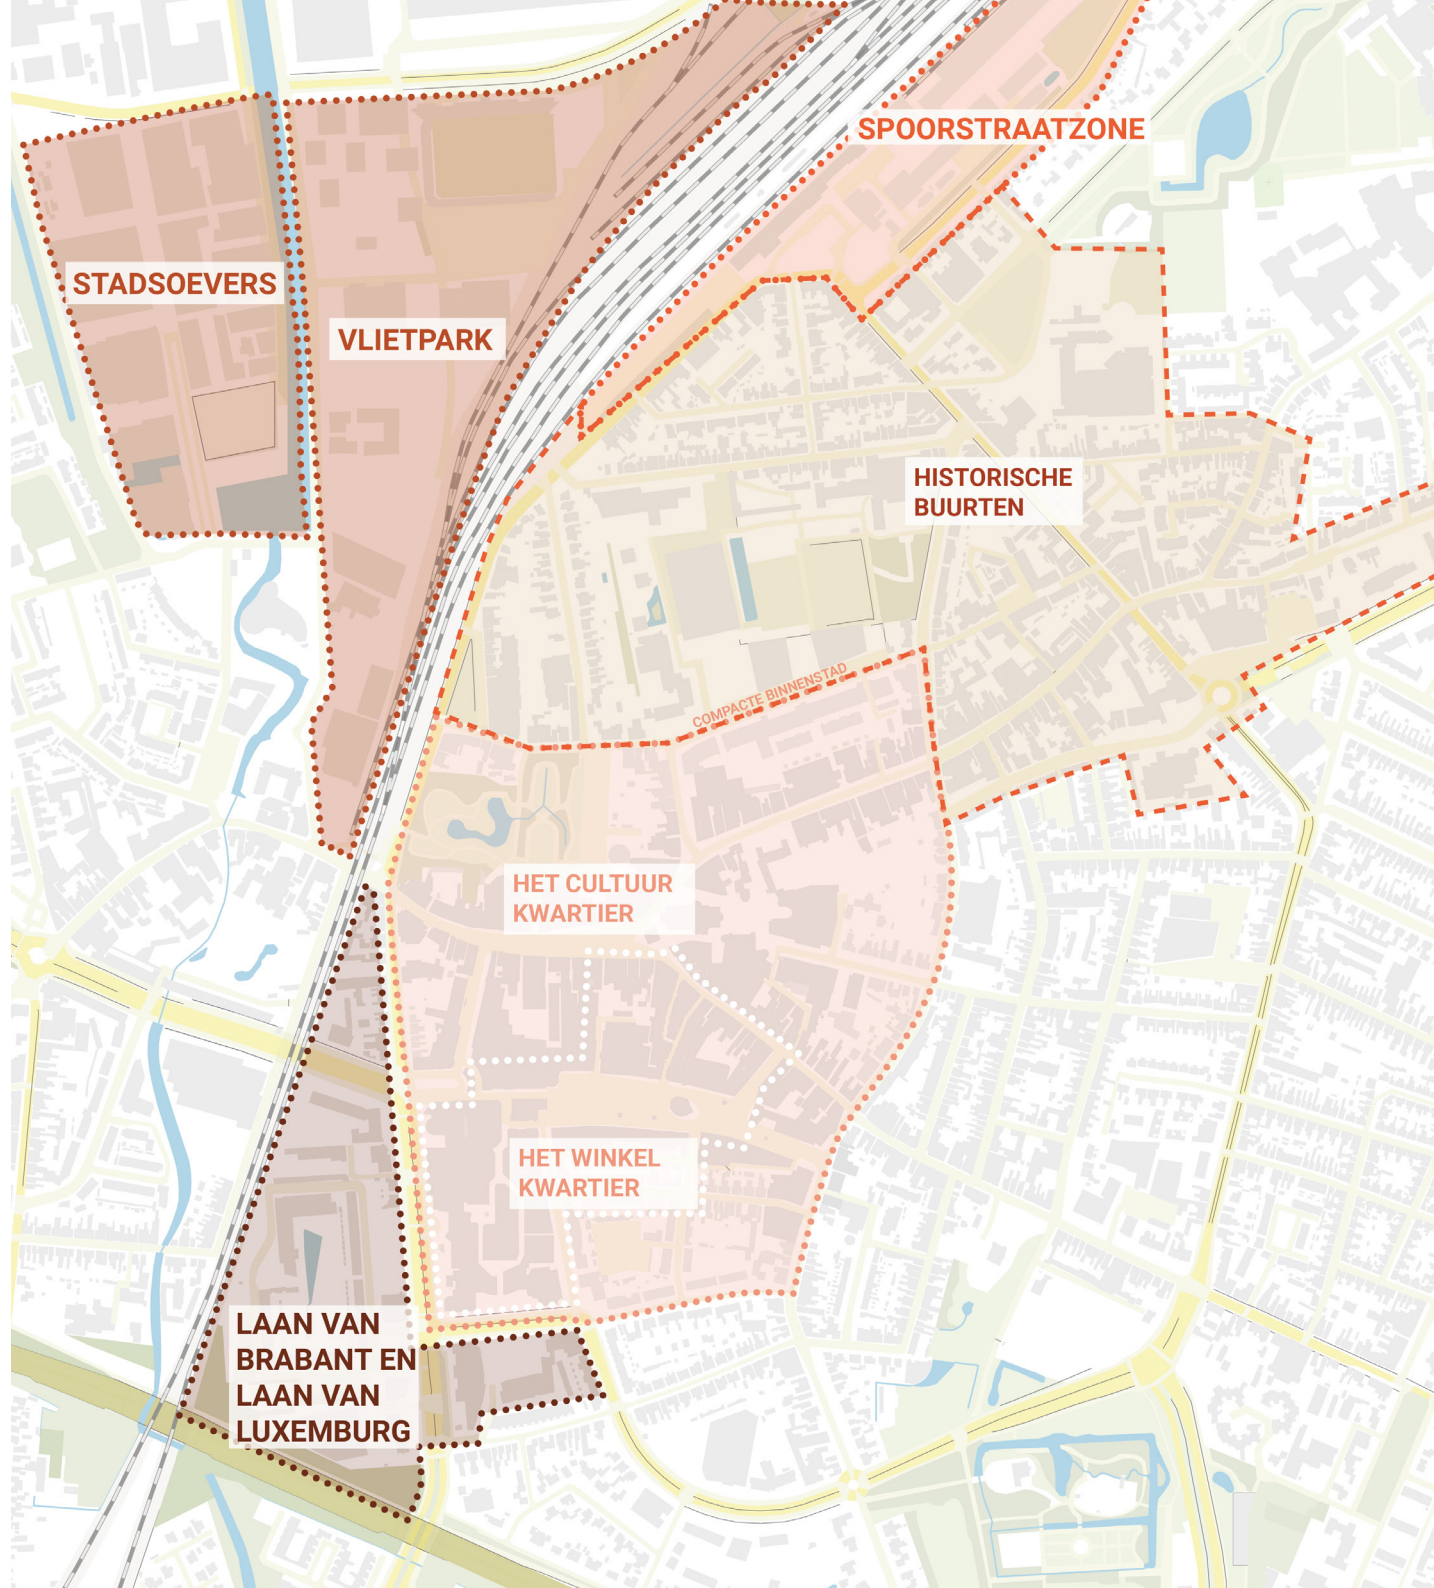 SPOORSTRAATZONE
STADSOEVERS
VLIETPARK
HISTORISCHE
BUURTEN
COMPACTE BINNENSTAD
HET CULTUUR
KWARTIER
HET WINKEL
KWARTIER
LAAN VAN
BRABANT EN
LAAN VAN
LUXEMBURG